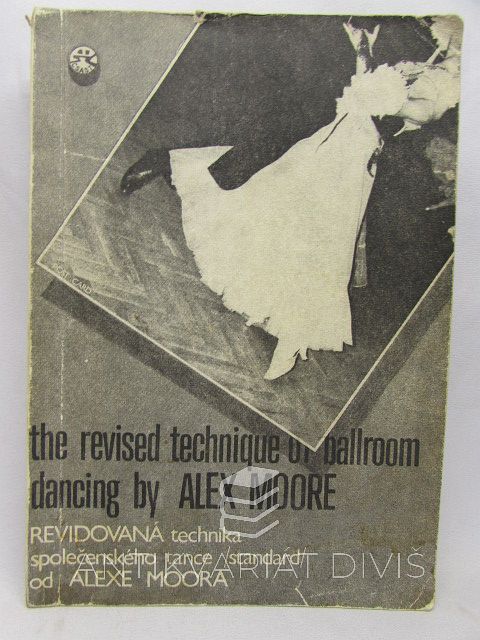 the revised technique of ballroom
dancing by ALEX MOORE
REVIDOVANÁ technika
společenského tance /standard/
od ALEXE MOORA
ANTIKVARIÁT DIVIŠ